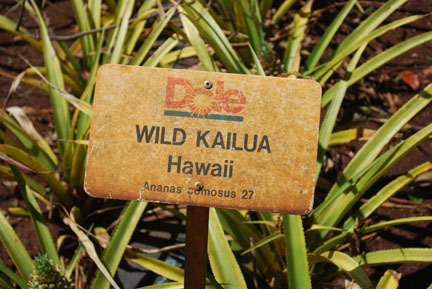 Dole
WILD KAILUA
Hawaii
Ananas comosus 27